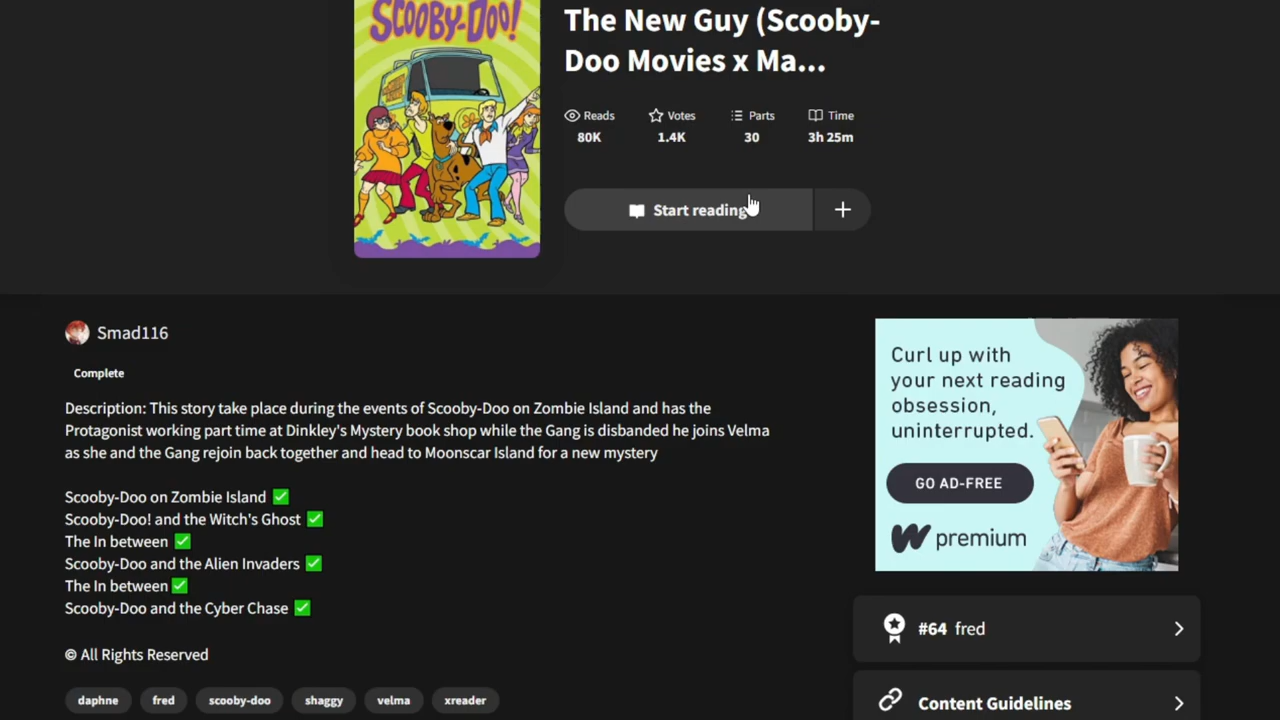 SCOOBY-DOO!
The New Guy (Scooby-
Doo Movies x Ma...
Reads
Votes
Parts
Time
80K
1.4K
30
3h 25m
Start reading
+
Smad116
Complete
Description: This story take place during the events of Scooby-Doo on Zombie Island and has the
Protagonist working part time at Dinkley's Mystery book shop while the Gang is disbanded he joins Velma
as she and the Gang rejoin back together and head to Moonscar Island for a new mystery
Scooby-Doo on Zombie Island ✅
Scooby-Doo! and the Witch's Ghost ✅
The In between ✅
Scooby-Doo and the Alien Invaders ✅
The In between ✅
Scooby-Doo and the Cyber Chase ✅
© All Rights Reserved
daphne
fred
scooby-doo
shaggy
velma
xreader
Curl up with
your next reading
obsession,
uninterrupted.
GO AD-FREE
premium
#64 fred
Content Guidelines